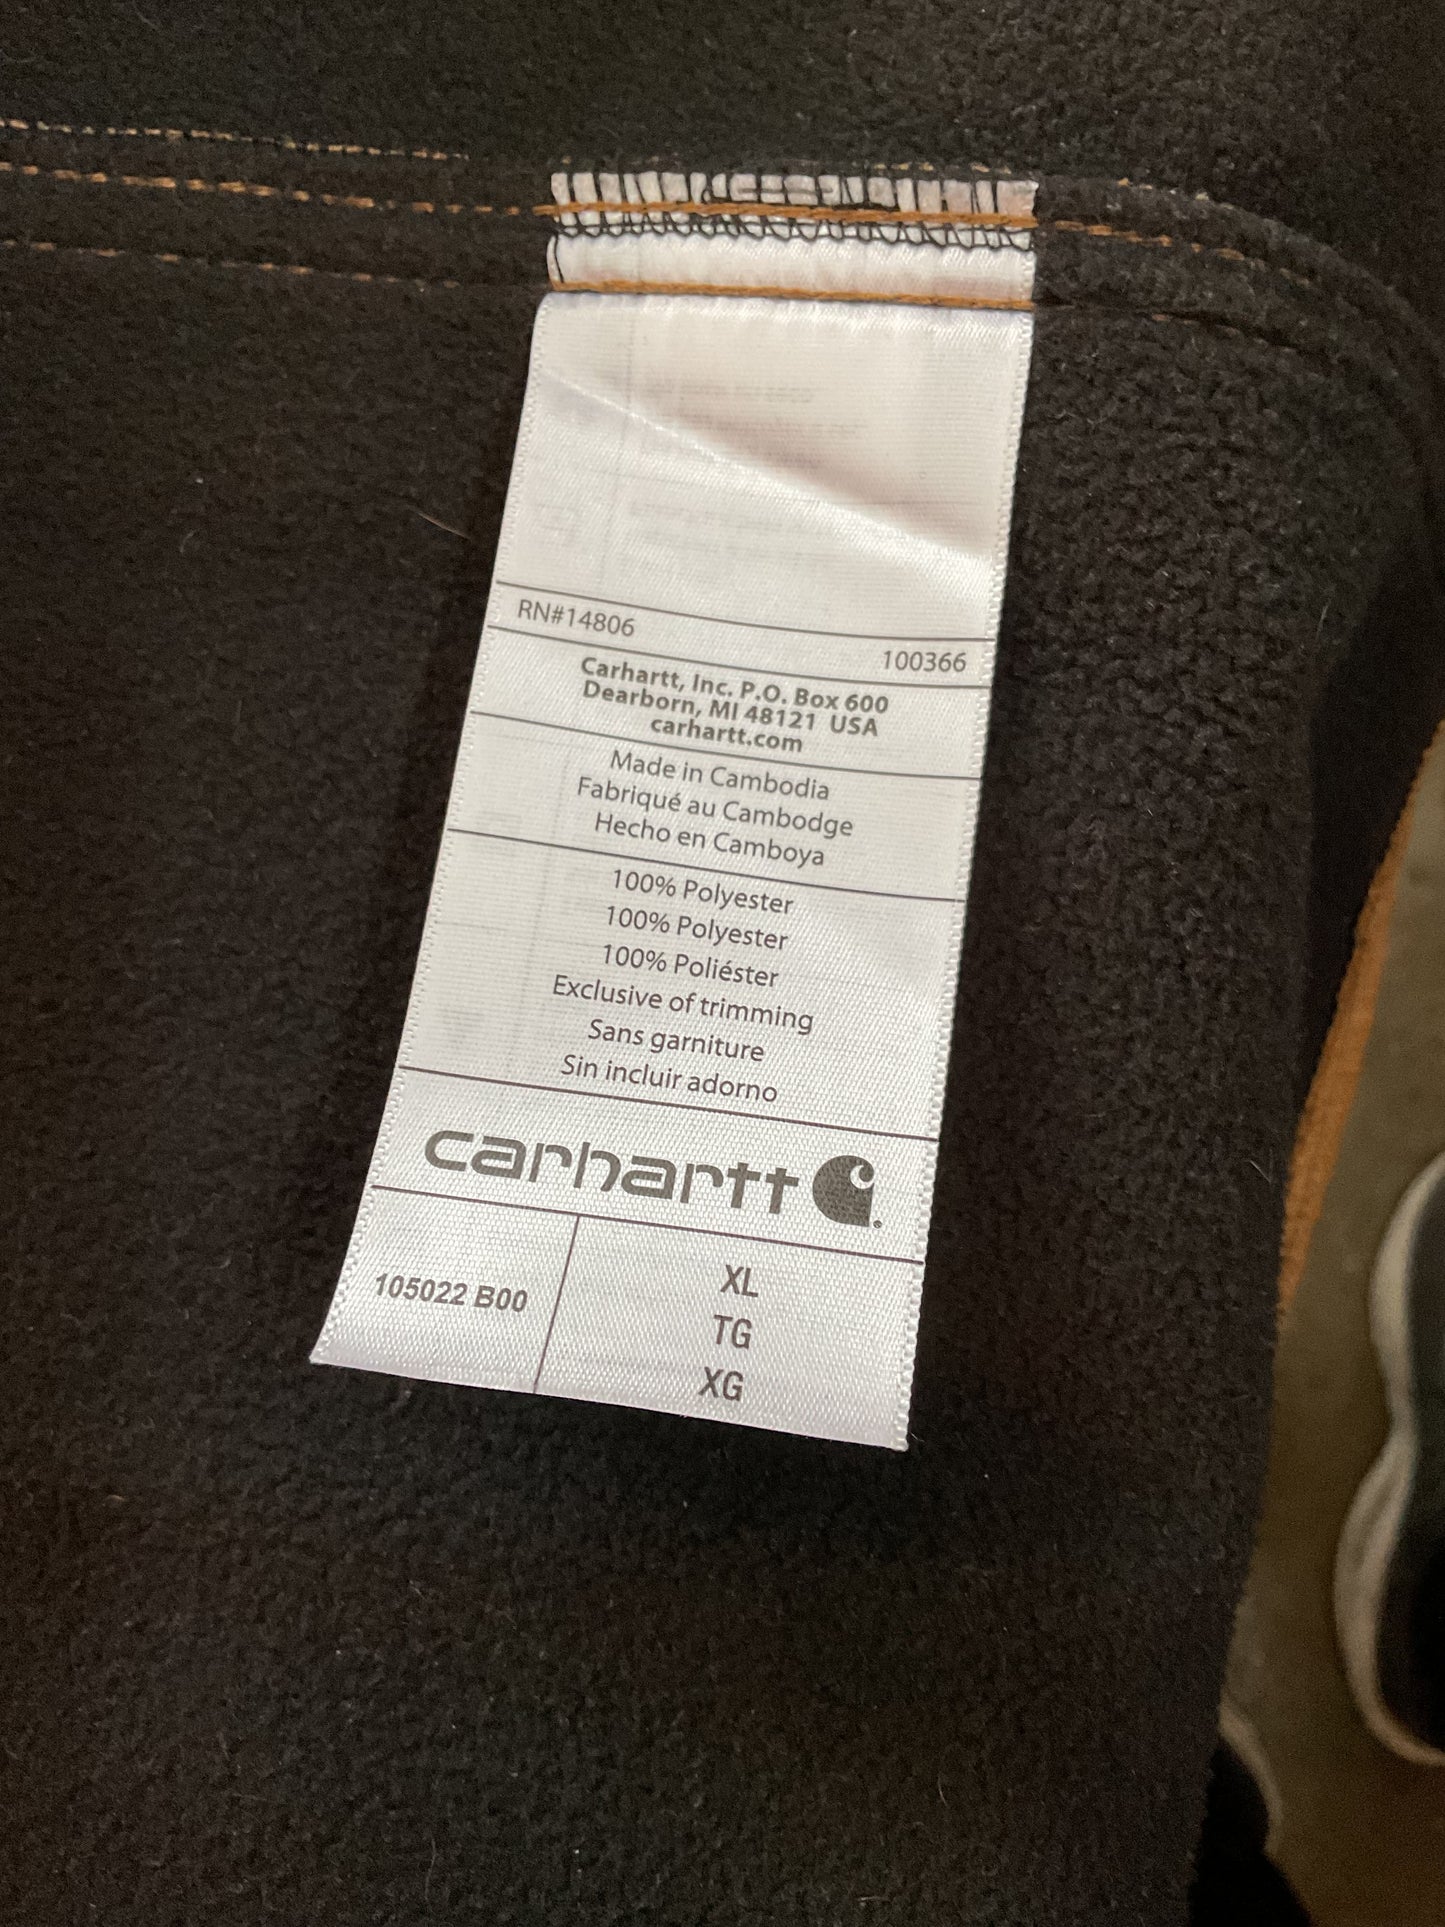 RN#14806
100366
Carhartt, Inc. P.O. Box 600
Dearborn, MI 48121 USA
carhartt.com
Made in Cambodia
Fabriqué au Cambodge
Hecho en Camboya
100% Polyester
100% Polyester
100% Poliéster
Exclusive of trimming
Sans garniture
Sin incluir adorno
carhartt
105022 B00
XL
TG
XG